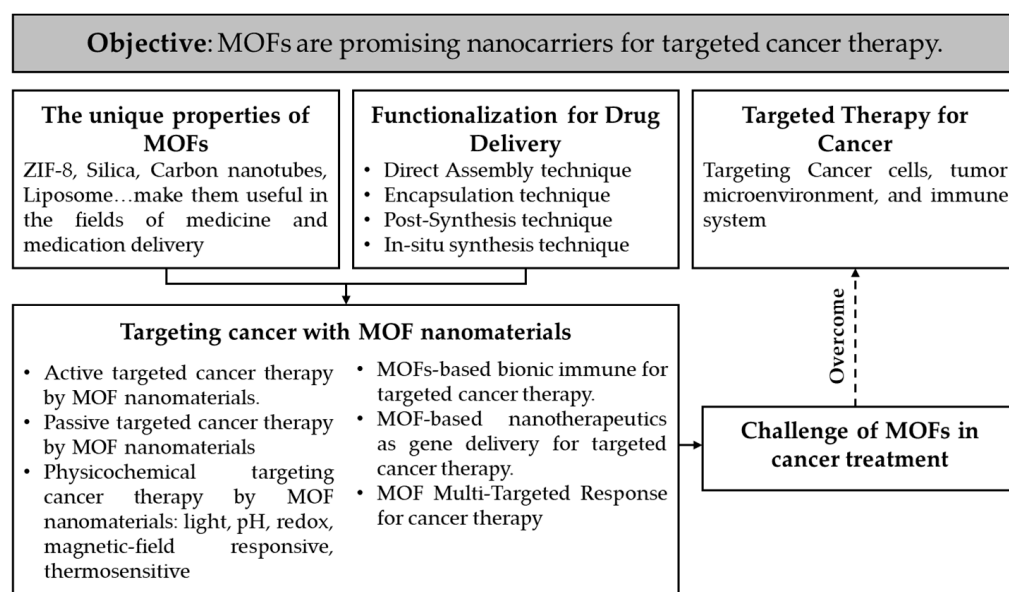 Objective: MOFs are promising nanocarriers for targeted cancer therapy.
The unique properties of
MOFs
ZIF-8, Silica, Carbon nanotubes,
Liposome…make them useful in
the fields of medicine and
medication delivery
Functionalization for Drug
Delivery
• Direct Assembly technique
• Encapsulation technique
• Post-Synthesis technique
• In-situ synthesis technique
Targeted Therapy for
Cancer
Targeting Cancer cells, tumor
microenvironment, and immune
system
Targeting cancer with MOF nanomaterials
• Active targeted cancer therapy
by MOF nanomaterials.
• Passive targeted cancer therapy
by MOF nanomaterials
• Physicochemical targeting
cancer therapy by MOF
nanomaterials: light, pH, redox,
magnetic-field responsive,
thermosensitive
• MOFs-based bionic immune for
targeted cancer therapy.
• MOF-based nanotherapeutics
as gene delivery for targeted
cancer therapy.
• MOF Multi-Targeted Response
for cancer therapy
Overcome
Challenge of MOFs in
cancer treatment